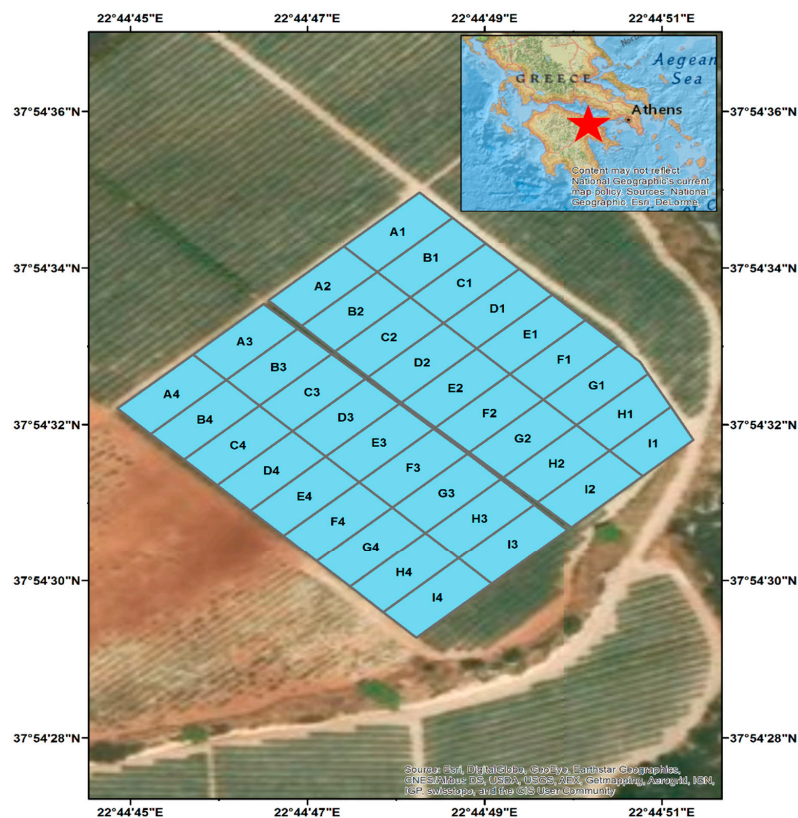 22°44'45"E 22°44'47"E 22°44'49"E 22°44'51"E
Aegean
Sea
GREECE
Athens
Content may not reflect
National Geographic's current
map policy. Sources: National
Geographic, Esri, DeLorme,
37°54'36"N 37°54'36"N
A1
B1
37°54'34"N C1 37°54'34"N
A2
D1
B2
E1
C2
A3
F1
D2
B3
G1
E2
A4 C3
H1
F2
B4 D3
37°54'32"N 37°54'32"N
G2 I1
C4 E3
H2
F3
D4
I2
G3
E4
H3
F4
I3
G4
37°54'30"N 37°54'30"N
H4
I4
37°54'28"N 37°54'28"N
Source: Esri, DigitalGlobe, GeoEye, Earthstar Geographics,
CNES/Airbus DS, USDA, USGS, AEX, Getmapping, Aerogrid, IGN,
IGP, swisstopo, and the GIS User Community
22°44'45"E 22°44'47"E 22°44'49"E 22°44'51"E